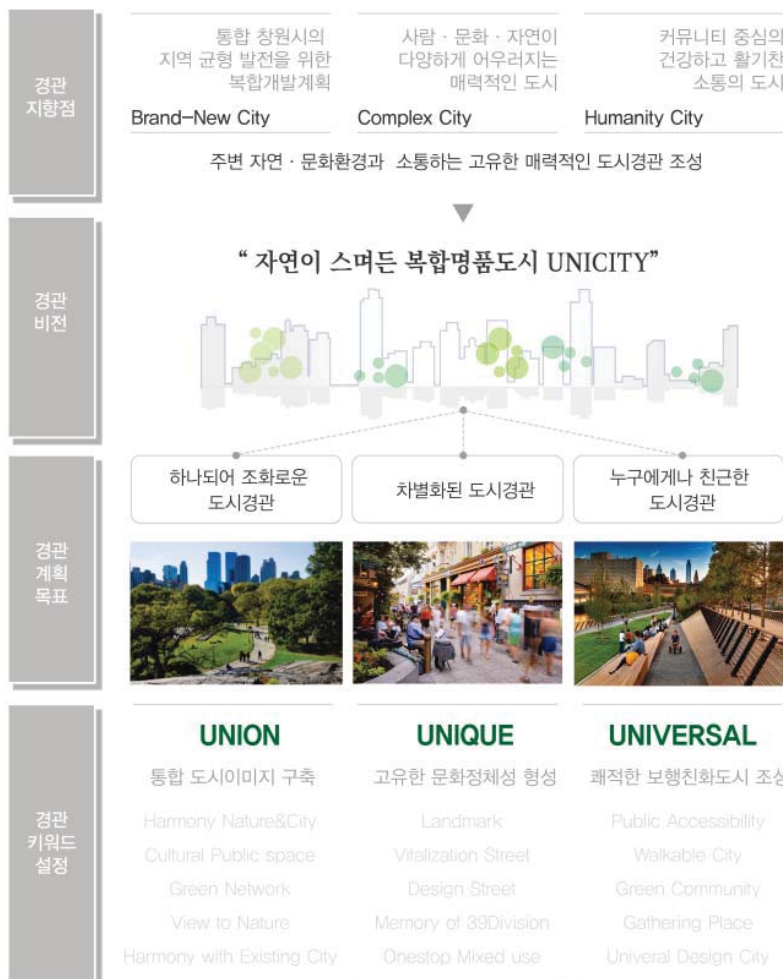 경관
지향점
통합 창원시의
지역 균형 발전을 위한
복합개발계획
Brand-New City
사람 · 문화 · 자연이
다양하게 어우러지는
매력적인 도시
Complex City
커뮤니티 중심의
건강하고 활기찬
소통의 도시
Humanity City
주변 자연 · 문화환경과 소통하는 고유한 매력적인 도시경관 조성
경관
비전
“ 자연이 스며든 복합명품도시 UNICITY”
경관
계획
목표
하나되어 조화로운
도시경관
차별화된 도시경관
누구에게나 친근한
도시경관
경관
키워드
설정
UNION
통합 도시이미지 구축
Harmony Nature&City
Cultural Public space
Green Network
View to Nature
Harmony with Existing City
UNIQUE
고유한 문화정체성 형성
Landmark
Vitalization Street
Design Street
Memory of 39Division
Onestop Mixed use
UNIVERSAL
쾌적한 보행친화도시 조성
Public Accessibility
Walkable City
Green Community
Gathering Place
Univeral Design City